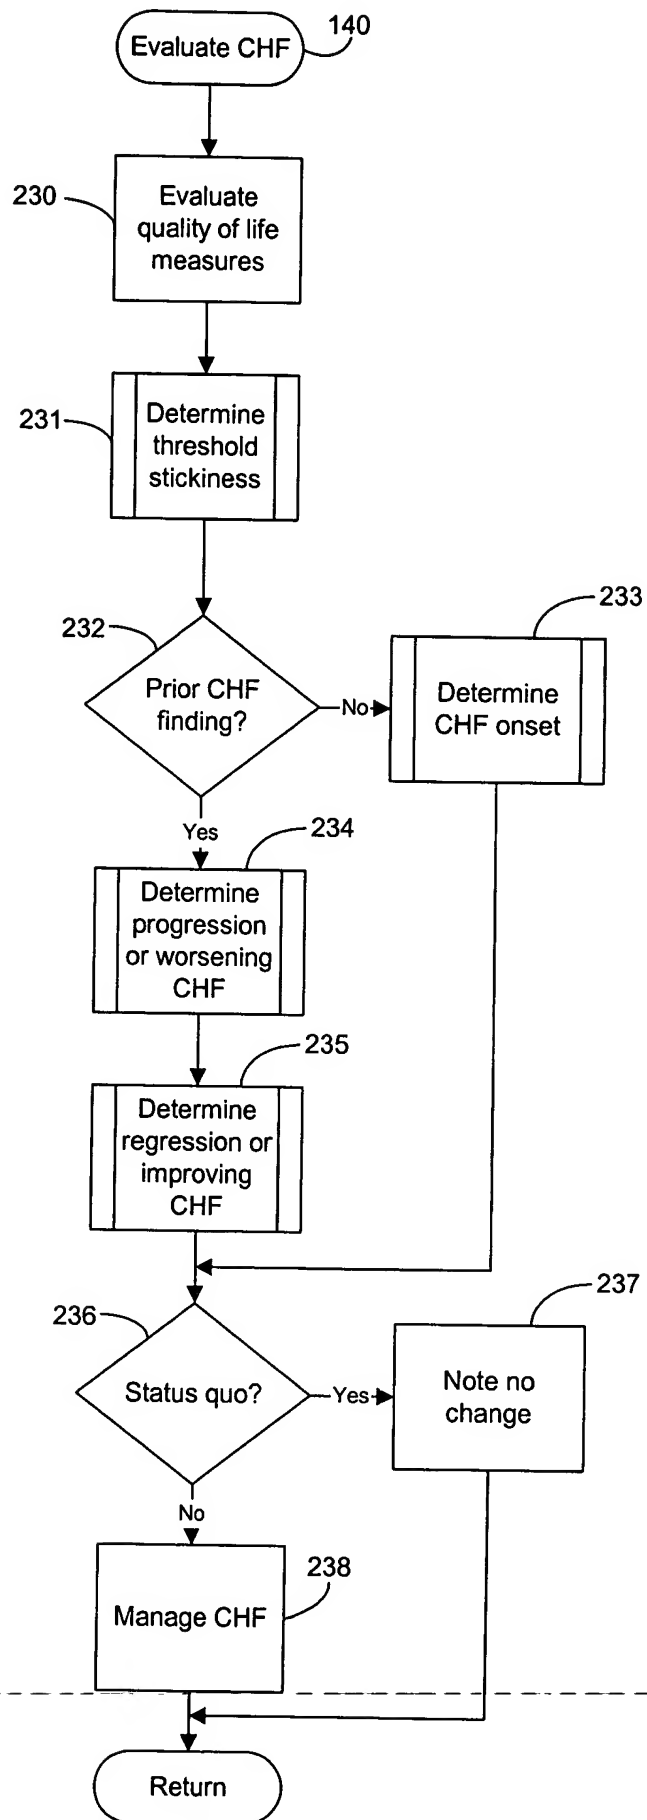 Evaluate CHF
140
230
Evaluate
quality of life
measures
231
Determine
threshold
stickiness
232
Prior CHF
finding?
No
233
Determine
CHF onset
Yes
234
Determine
progression
or worsening
CHF
235
Determine
regression or
improving
CHF
236
Status quo?
Yes
237
Note no
change
No
238
Manage CHF
Return